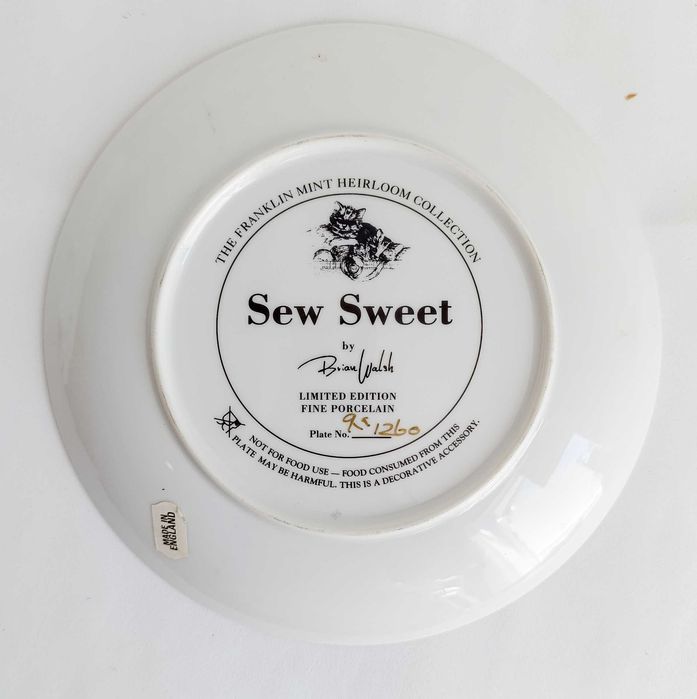 THE FRANKLIN MINT HEIRLOOM COLLECTION
Sew Sweet
by
Brian Walsh
LIMITED EDITION
FINE PORCELAIN
Plate No. 1260
NOT FOR FOOD USE — FOOD CONSUMED FROM THIS
PLATE MAY BE HARMFUL. THIS IS A DECORATIVE ACCESSORY.
MADE IN
ENGLAND